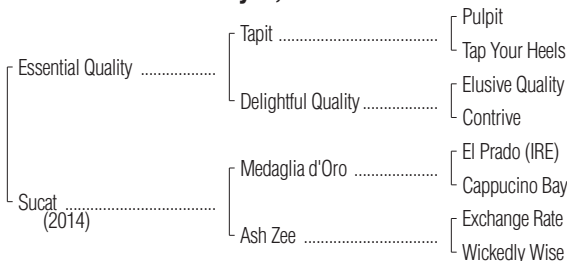 Pulpit
Tapit ........................................
Tap Your Heels
Essential Quality ..................
Elusive Quality
Delightful Quality ...................
Contrive
El Prado (IRE)
Medaglia d'Oro .....................
Cappucino Bay
Sucat ......................................
(2014)
Exchange Rate
Ash Zee ..................................
Wickedly Wise